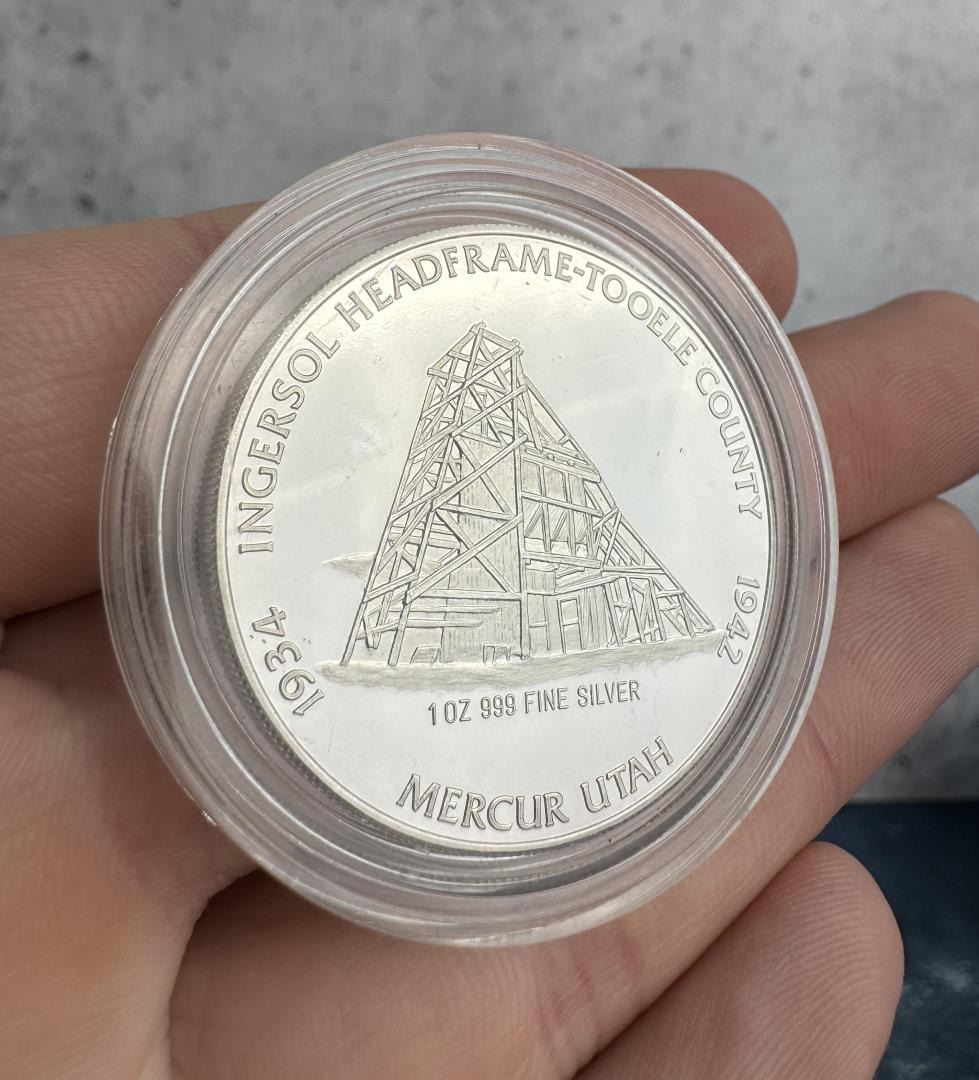 INGERSOL HEADFRAME-TOOELE COUNTY
1934
1942
1 OZ 999 FINE SILVER
MERCUR UTAH